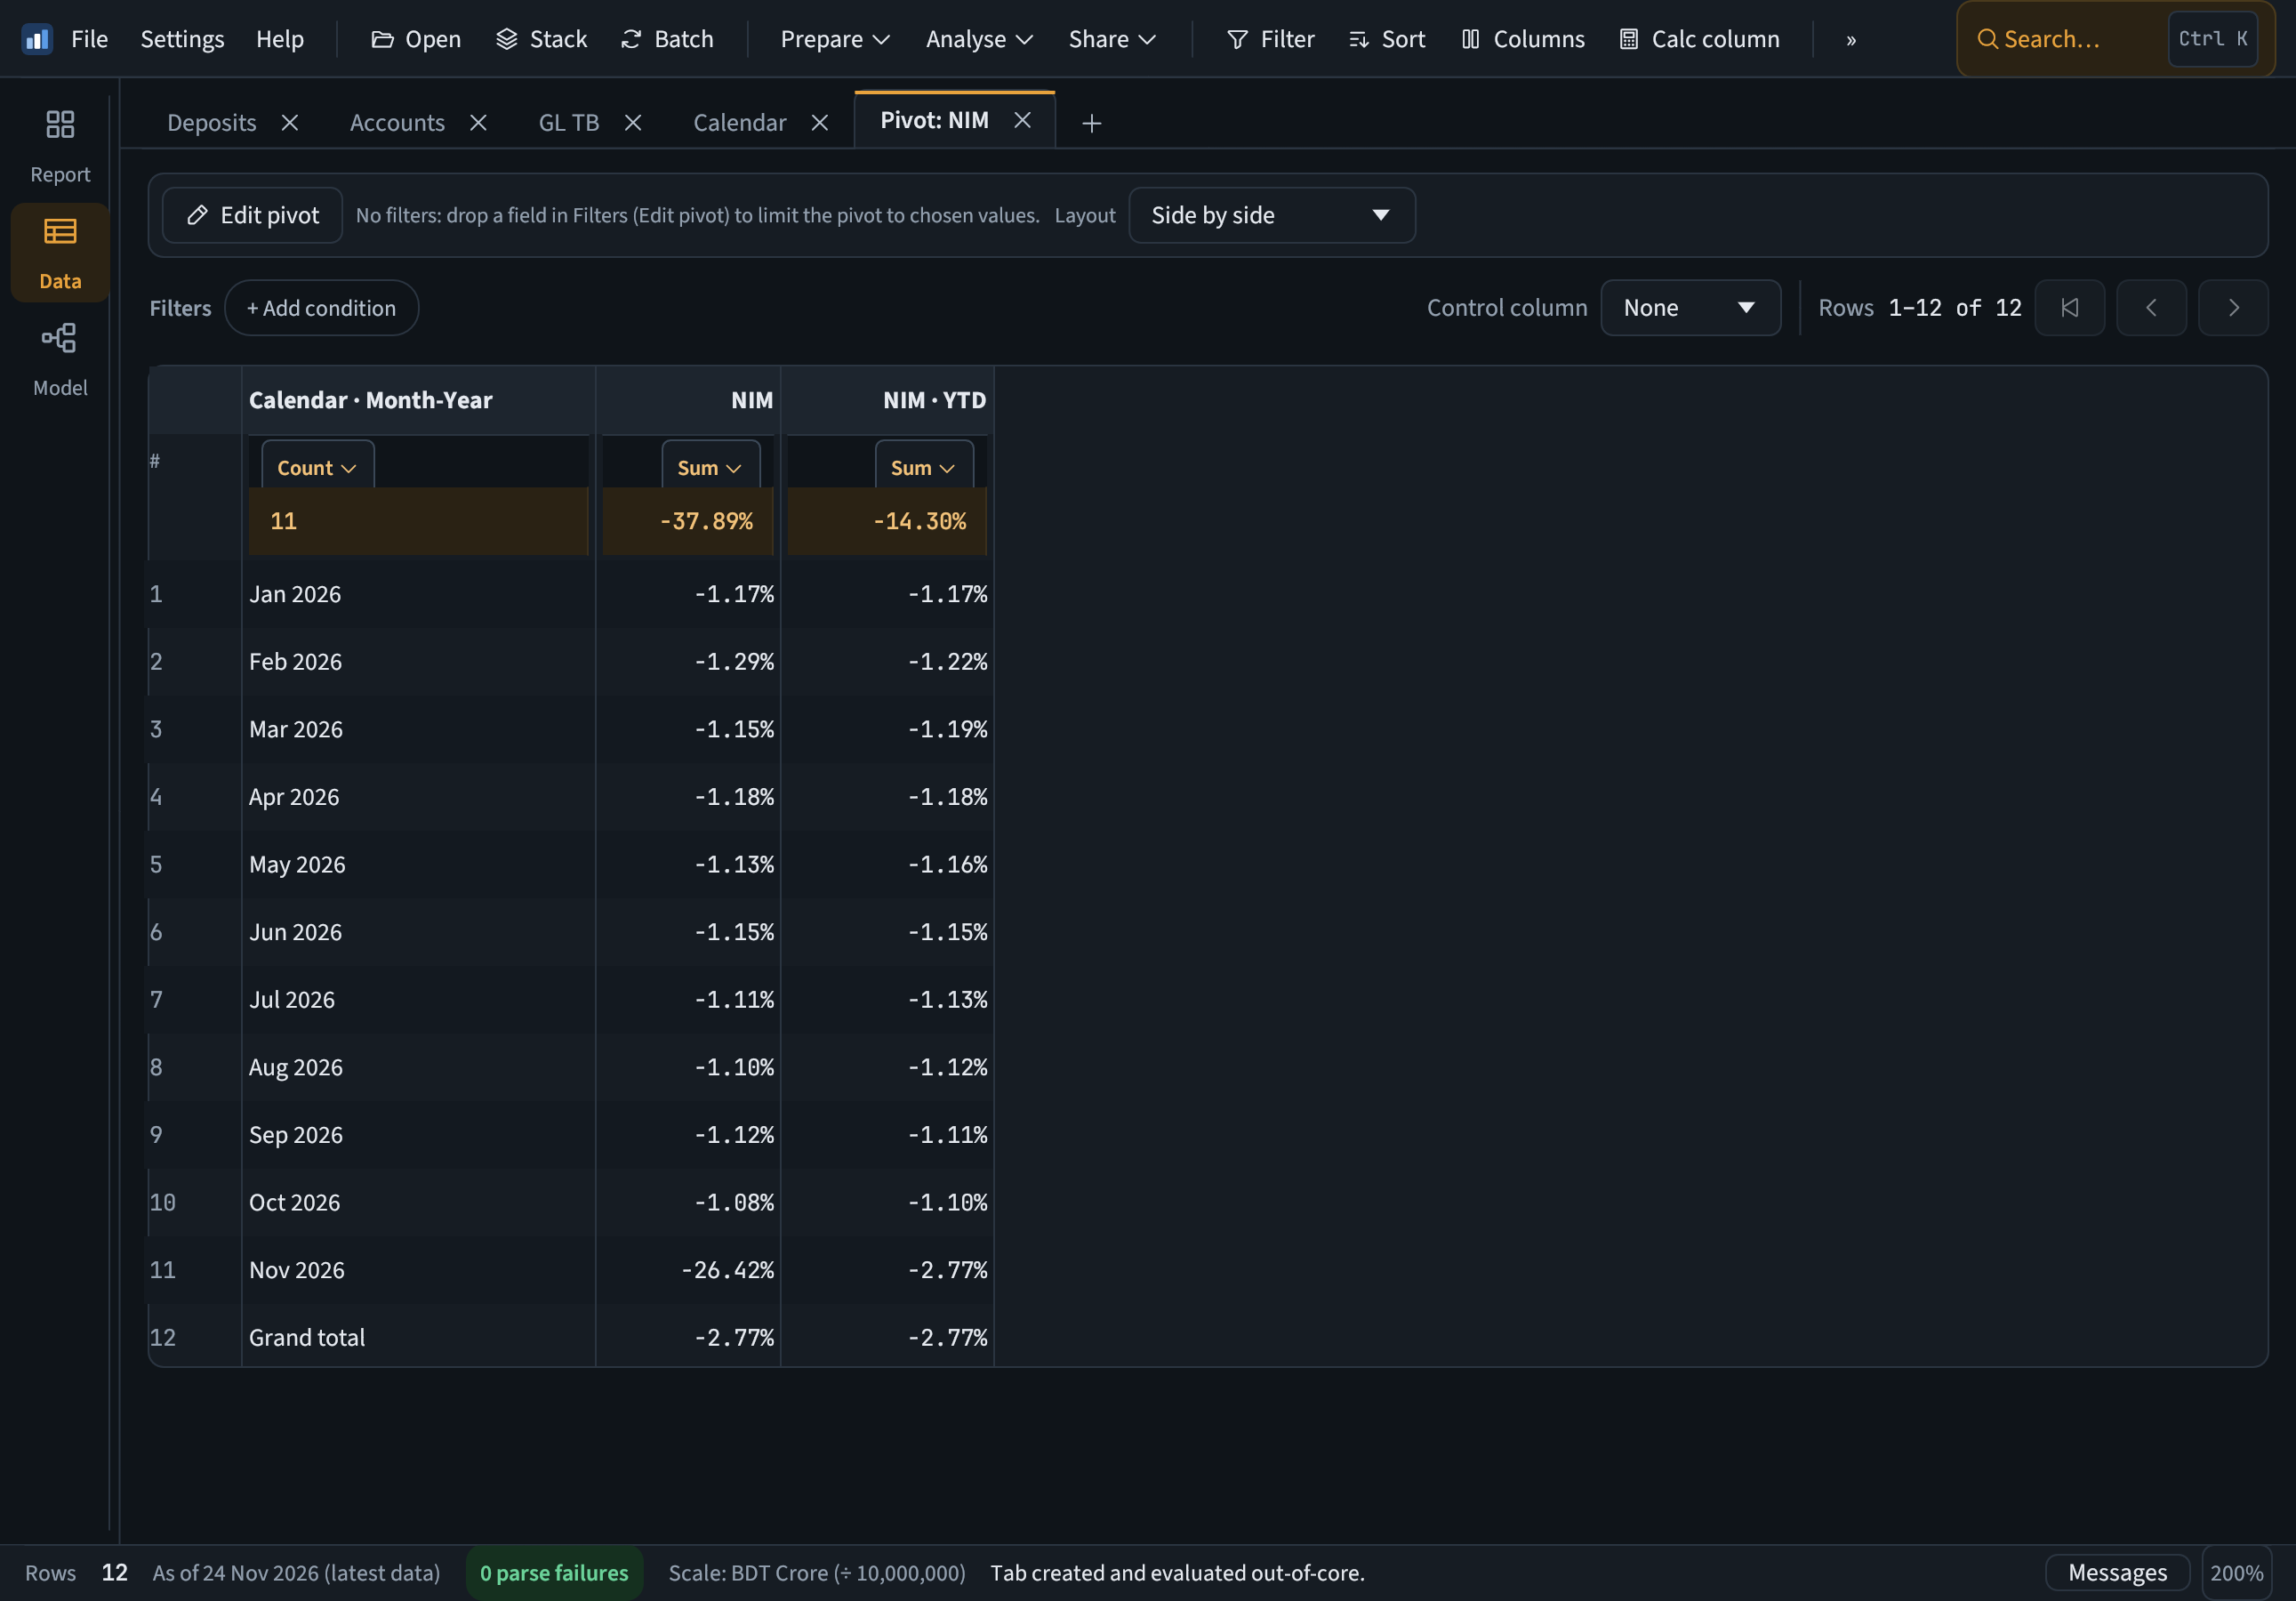 File Settings Help Open Stack Batch Prepare Analyse Share Filter Sort Columns Calc column » Search… Ctrl K
Report
Data
Model
Deposits Accounts GL TB Calendar Pivot: NIM +
Edit pivot No filters: drop a field in Filters (Edit pivot) to limit the pivot to chosen values. Layout Side by side
Filters + Add condition Control column None Rows 1–12 of 12
Calendar · Month-Year NIM NIM · YTD
# Count Sum Sum
11 -37.89% -14.30%
1 Jan 2026 -1.17% -1.17%
2 Feb 2026 -1.29% -1.22%
3 Mar 2026 -1.15% -1.19%
4 Apr 2026 -1.18% -1.18%
5 May 2026 -1.13% -1.16%
6 Jun 2026 -1.15% -1.15%
7 Jul 2026 -1.11% -1.13%
8 Aug 2026 -1.10% -1.12%
9 Sep 2026 -1.12% -1.11%
10 Oct 2026 -1.08% -1.10%
11 Nov 2026 -26.42% -2.77%
12 Grand total -2.77% -2.77%
Rows 12 As of 24 Nov 2026 (latest data) 0 parse failures Scale: BDT Crore (÷ 10,000,000) Tab created and evaluated out-of-core. Messages 200%